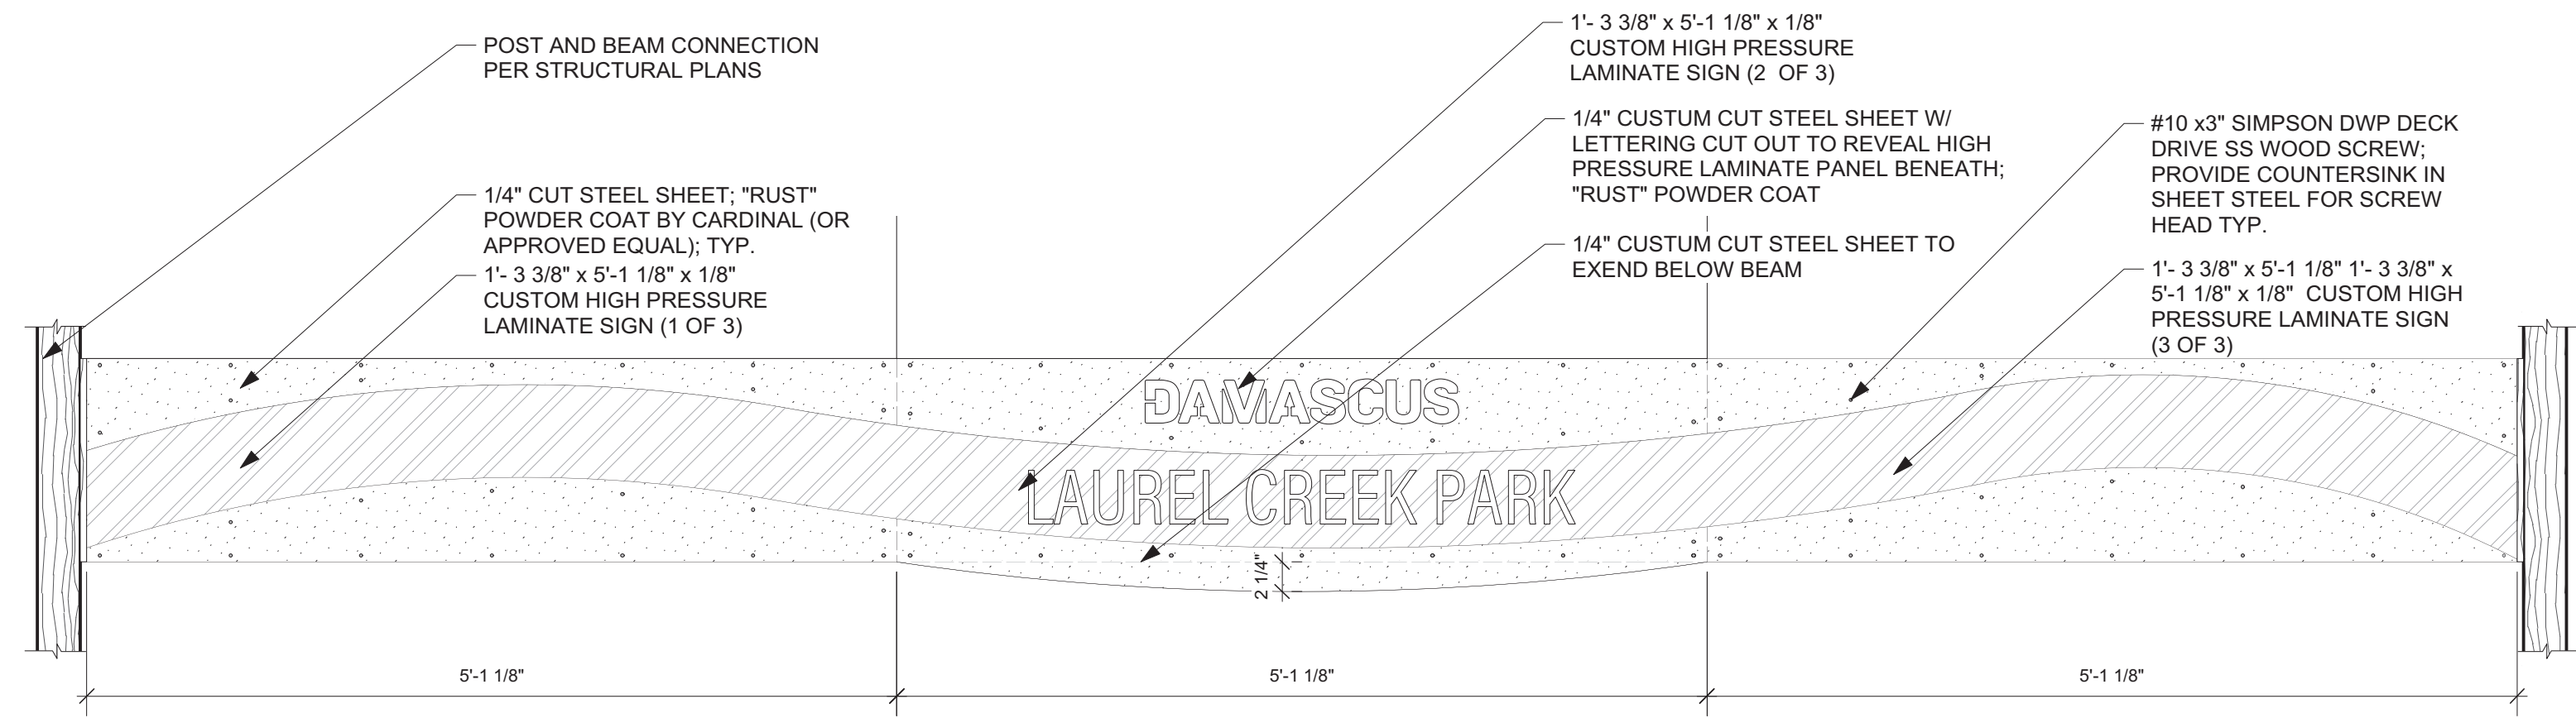 POST AND BEAM CONNECTION
PER STRUCTURAL PLANS
1/4" CUT STEEL SHEET; "RUST"
POWDER COAT BY CARDINAL (OR
APPROVED EQUAL); TYP.
1'- 3 3/8" x 5'-1 1/8" x 1/8"
CUSTOM HIGH PRESSURE
LAMINATE SIGN (1 OF 3)
1'- 3 3/8" x 5'-1 1/8" x 1/8"
CUSTOM HIGH PRESSURE
LAMINATE SIGN (2 OF 3)
1/4" CUSTUM CUT STEEL SHEET W/
LETTERING CUT OUT TO REVEAL HIGH
PRESSURE LAMINATE PANEL BENEATH;
"RUST" POWDER COAT
1/4" CUSTUM CUT STEEL SHEET TO
EXEND BELOW BEAM
#10 x3" SIMPSON DWP DECK
DRIVE SS WOOD SCREW;
PROVIDE COUNTERSINK IN
SHEET STEEL FOR SCREW
HEAD TYP.
1'- 3 3/8" x 5'-1 1/8" 1'- 3 3/8" x
5'-1 1/8" x 1/8" CUSTOM HIGH
PRESSURE LAMINATE SIGN
(3 OF 3)
DAMASCUS
LAUREL CREEK PARK
2 1/4"
5'-1 1/8"
5'-1 1/8"
5'-1 1/8"